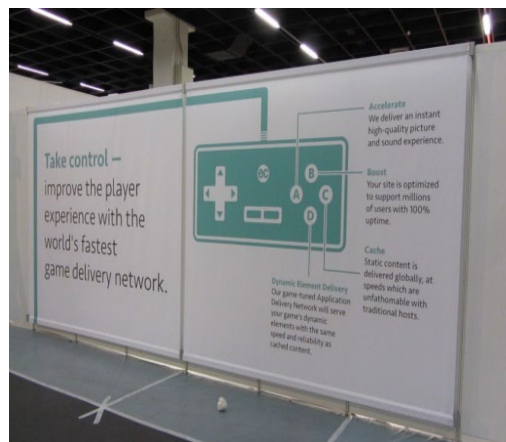 Take control –
improve the player
experience with the
world's fastest
game delivery network.
ec
A
B
C
D
Accelerate
We deliver an instant
high-quality picture
and sound experience.
Boost
Your site is optimized
to support millions
of users with 100%
uptime.
Cache
Static content is
delivered globally, at
speeds which are
unfathomable with
traditional hosts.
Dynamic Element Delivery
Our game-tuned Application
Delivery Network will serve
your game's dynamic
elements with the same
speed and reliability as
cached content.